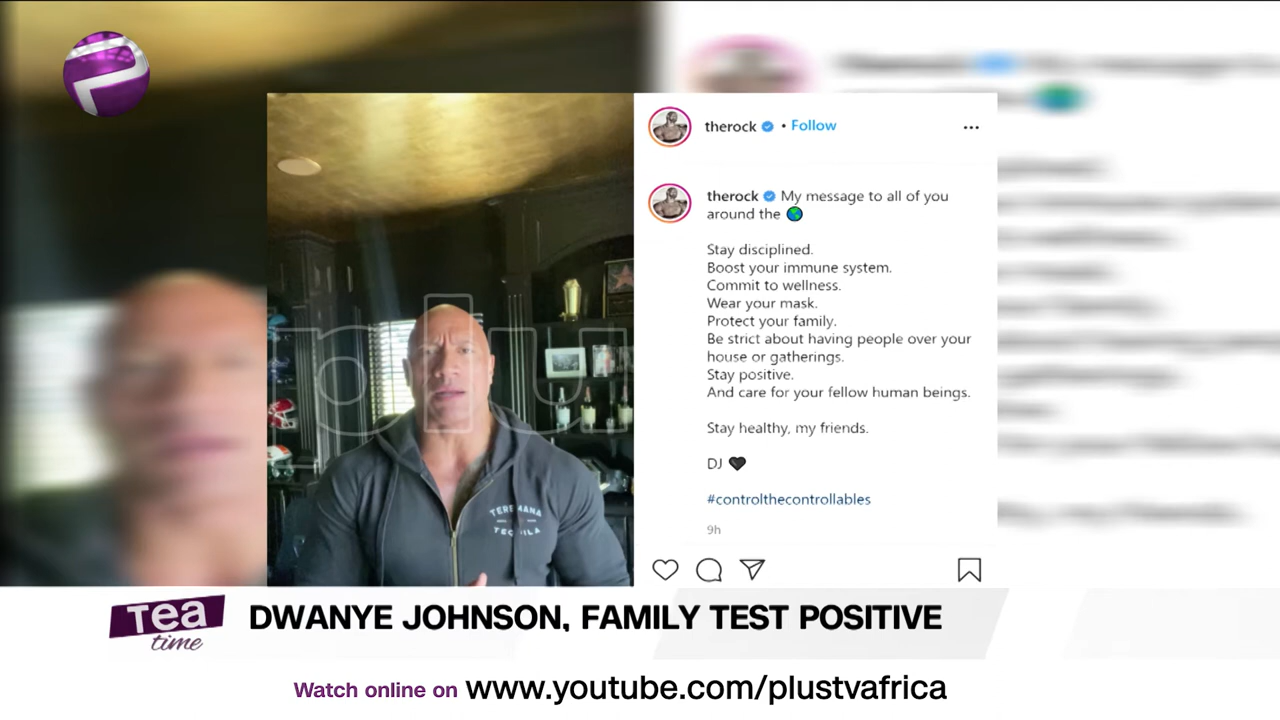 therock • Follow
therock My message to all of you
around the
Stay disciplined.
Boost your immune system.
Commit to wellness.
Wear your mask.
Protect your family.
Be strict about having people over your
house or gatherings.
Stay positive.
And care for your fellow human beings.
Stay healthy, my friends.
DJ
#controlthecontrollables
9h
plu
TEREMANA
TEQUILA
Tea
time
DWANYE JOHNSON, FAMILY TEST POSITIVE
Watch online on www.youtube.com/plustvafrica